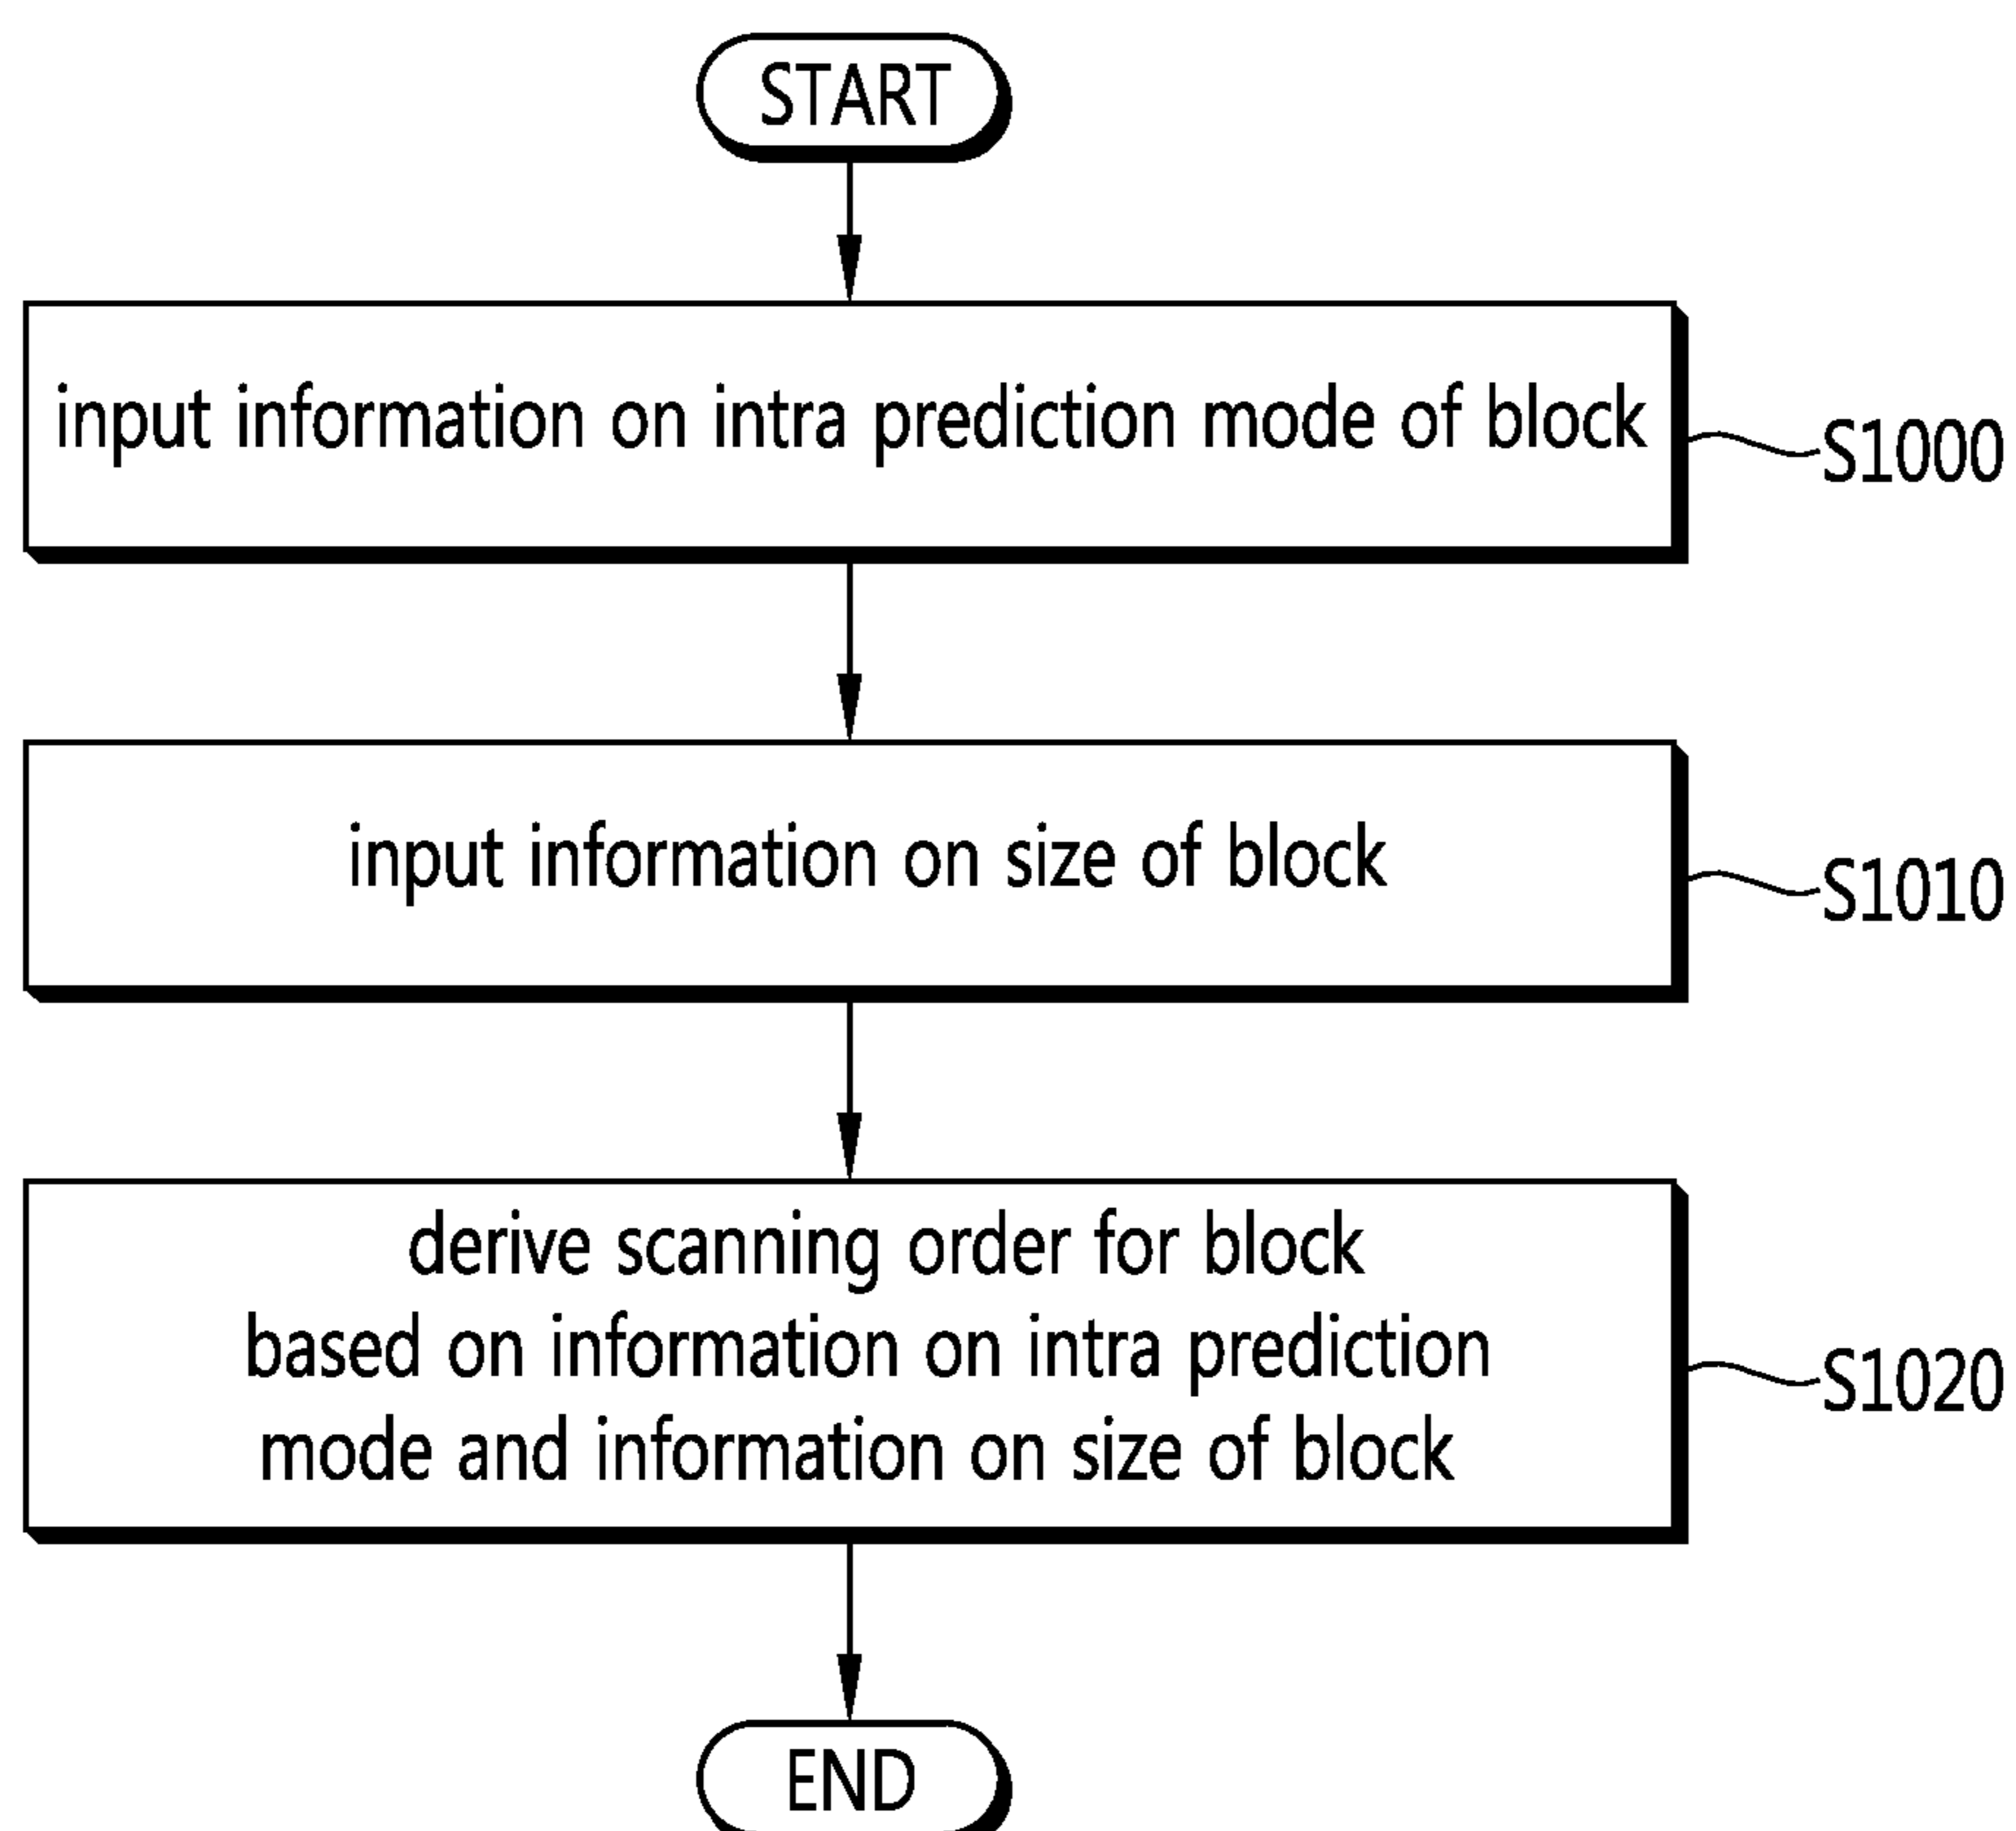 START
input information on intra prediction mode of block
S1000
input information on size of block
S1010
derive scanning order for block
based on information on intra prediction
mode and information on size of block
S1020
END